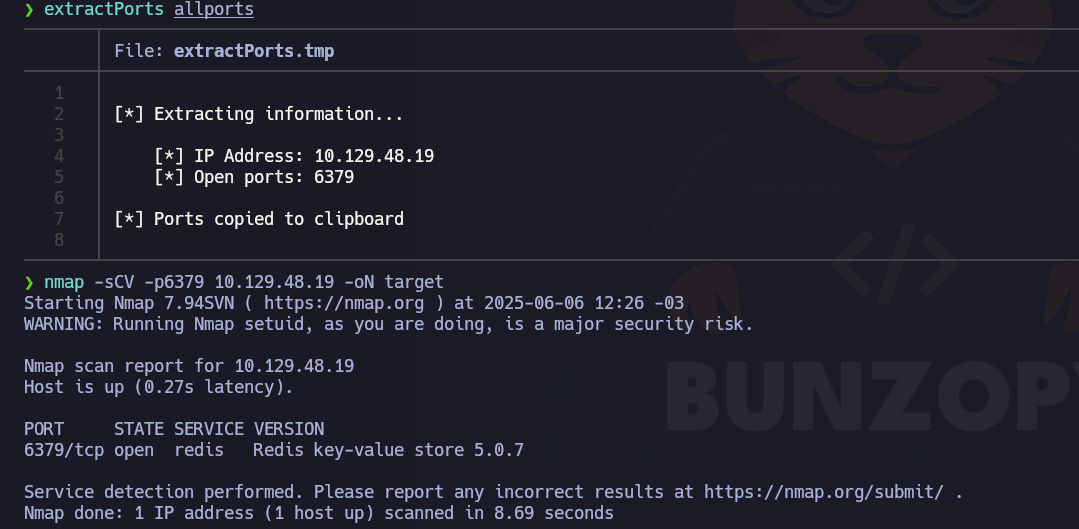 ❯ extractPorts allports
File: extractPorts.tmp
1
2 [*] Extracting information...
3
4 [*] IP Address: 10.129.48.19
5 [*] Open ports: 6379
6
7 [*] Ports copied to clipboard
8
❯ nmap -sCV -p6379 10.129.48.19 -oN target
Starting Nmap 7.94SVN ( https://nmap.org ) at 2025-06-06 12:26 -03
WARNING: Running Nmap setuid, as you are doing, is a major security risk.
Nmap scan report for 10.129.48.19
Host is up (0.27s latency).
PORT     STATE SERVICE VERSION
6379/tcp open  redis   Redis key-value store 5.0.7
Service detection performed. Please report any incorrect results at https://nmap.org/submit/ .
Nmap done: 1 IP address (1 host up) scanned in 8.69 seconds
</>
BUNZOPY